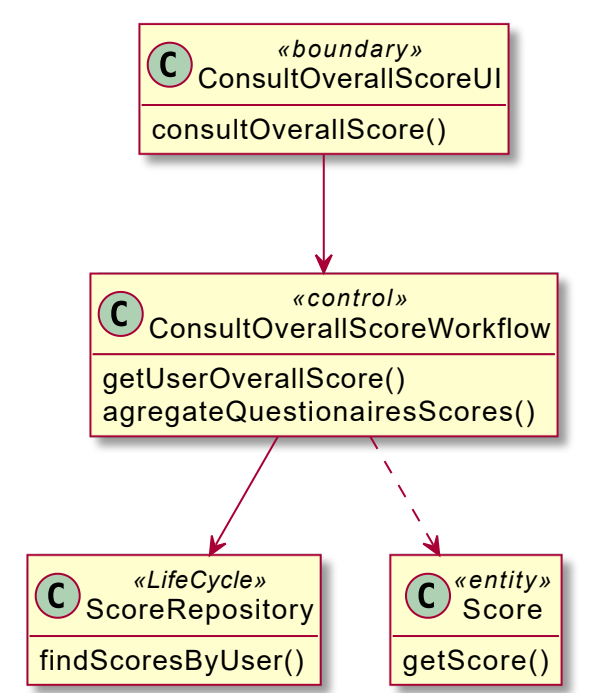 «boundary»
C ConsultOverallScoreUI
consultOverallScore()
«control»
C ConsultOverallScoreWorkflow
getUserOverallScore()
agregateQuestionairesScores()
«LifeCycle»
C ScoreRepository
findScoresByUser()
«entity»
C Score
getScore()